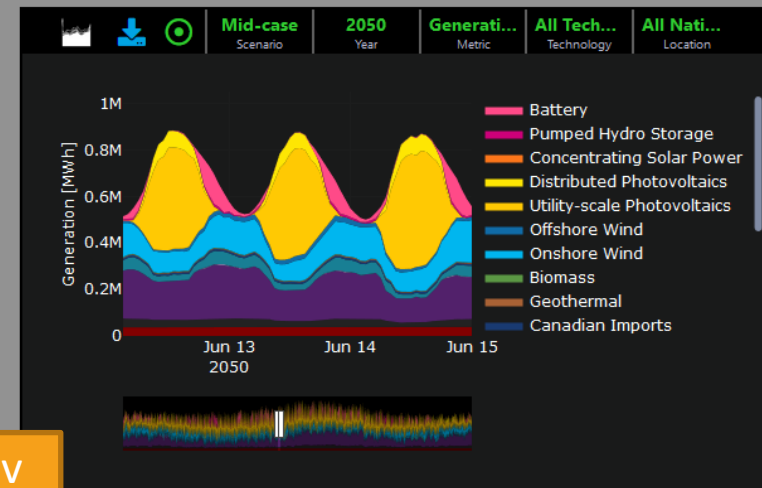 Mid-case
Scenario
2050
Year
Generati...
Metric
All Tech...
Technology
All Nati...
Location
Generation [MWh]
1M
0.8M
0.6M
0.4M
0.2M
0
Jun 13
2050
Jun 14
Jun 15
Battery
Pumped Hydro Storage
Concentrating Solar Power
Distributed Photovoltaics
Utility-scale Photovoltaics
Offshore Wind
Onshore Wind
Biomass
Geothermal
Canadian Imports
v